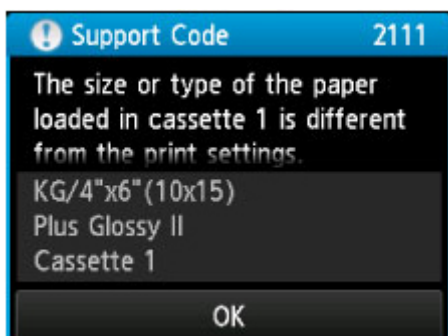 Support Code 2111
The size or type of the paper
loaded in cassette 1 is different
from the print settings.
KG/4"x6"(10x15)
Plus Glossy II
Cassette 1
OK